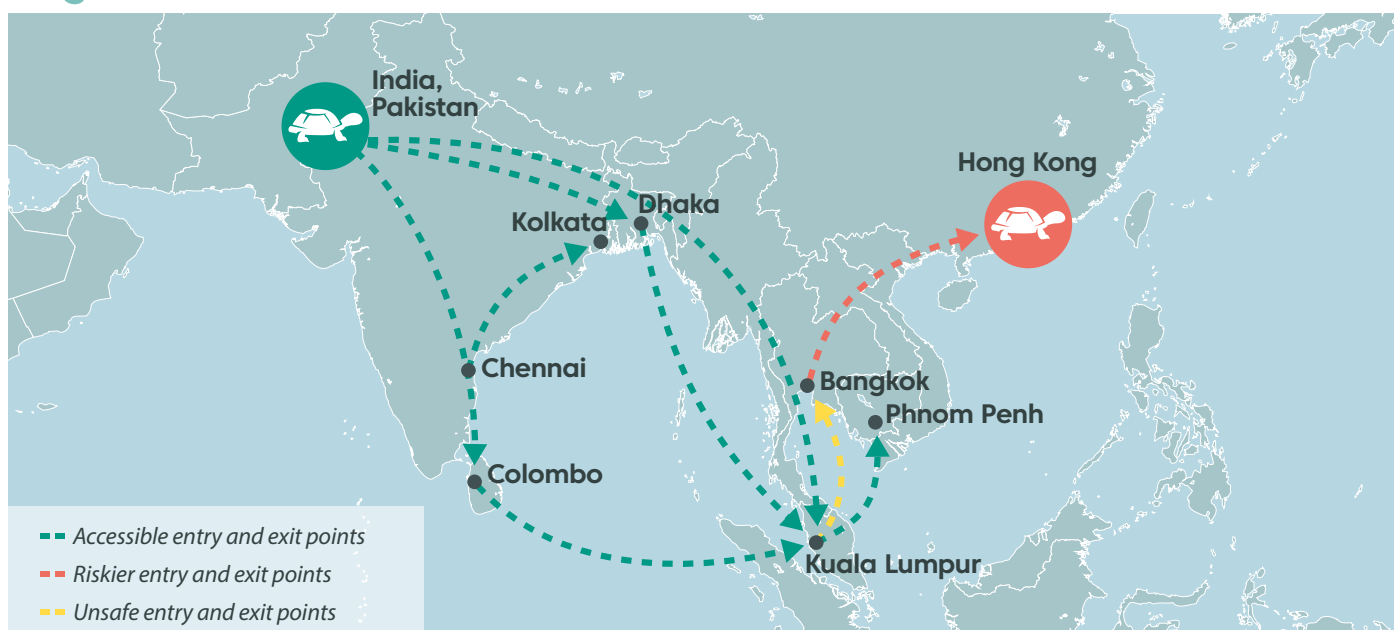 India,
Pakistan
Hong Kong
Dhaka
Kolkata
Chennai
Bangkok
Phnom Penh
Colombo
Kuala Lumpur
Accessible entry and exit points
Riskier entry and exit points
Unsafe entry and exit points